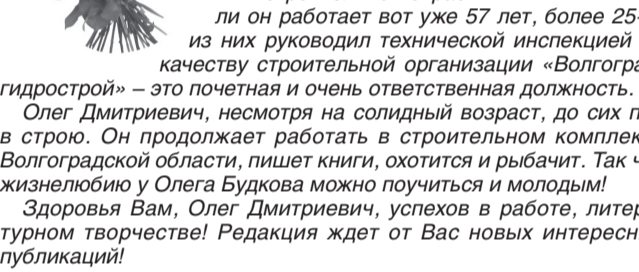 ли он работает вот уже 57 лет, более 25-
из них руководил технической инспекцией
качеству строительной организации «Волгогра
гидрострой» – это почетная и очень ответственная должность.
Олег Дмитриевич, несмотря на солидный возраст, до сих п
в строю. Он продолжает работать в строительном комплек
Волгоградской области, пишет книги, охотится и рыбачит. Так ч
жизнелюбию у Олега Будкова можно поучиться и молодым!
Здоровья Вам, Олег Дмитриевич, успехов в работе, литер
турном творчестве! Редакция ждет от Вас новых интересн
публикаций!